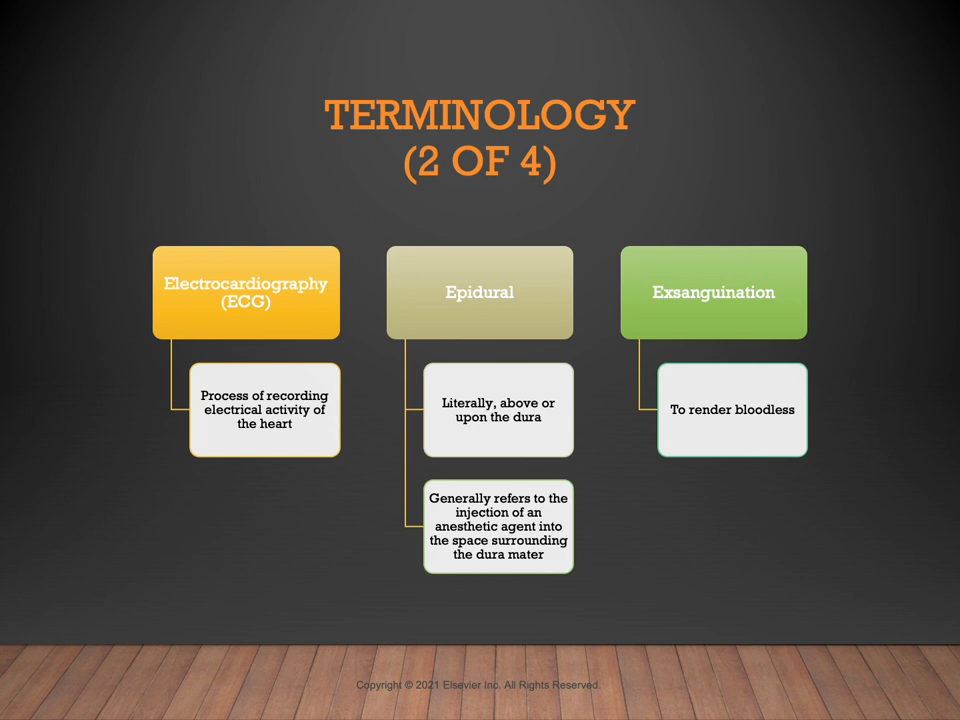 TERMINOLOGY
(2 OF 4)
Electrocardiography
(ECG)
Process of recording
electrical activity of
the heart
Epidural
Literally, above or
upon the dura
Generally refers to the
injection of an
anesthetic agent into
the space surrounding
the dura mater
Exsanguination
To render bloodless
Copyright © 2021 Elsevier Inc. All Rights Reserved.